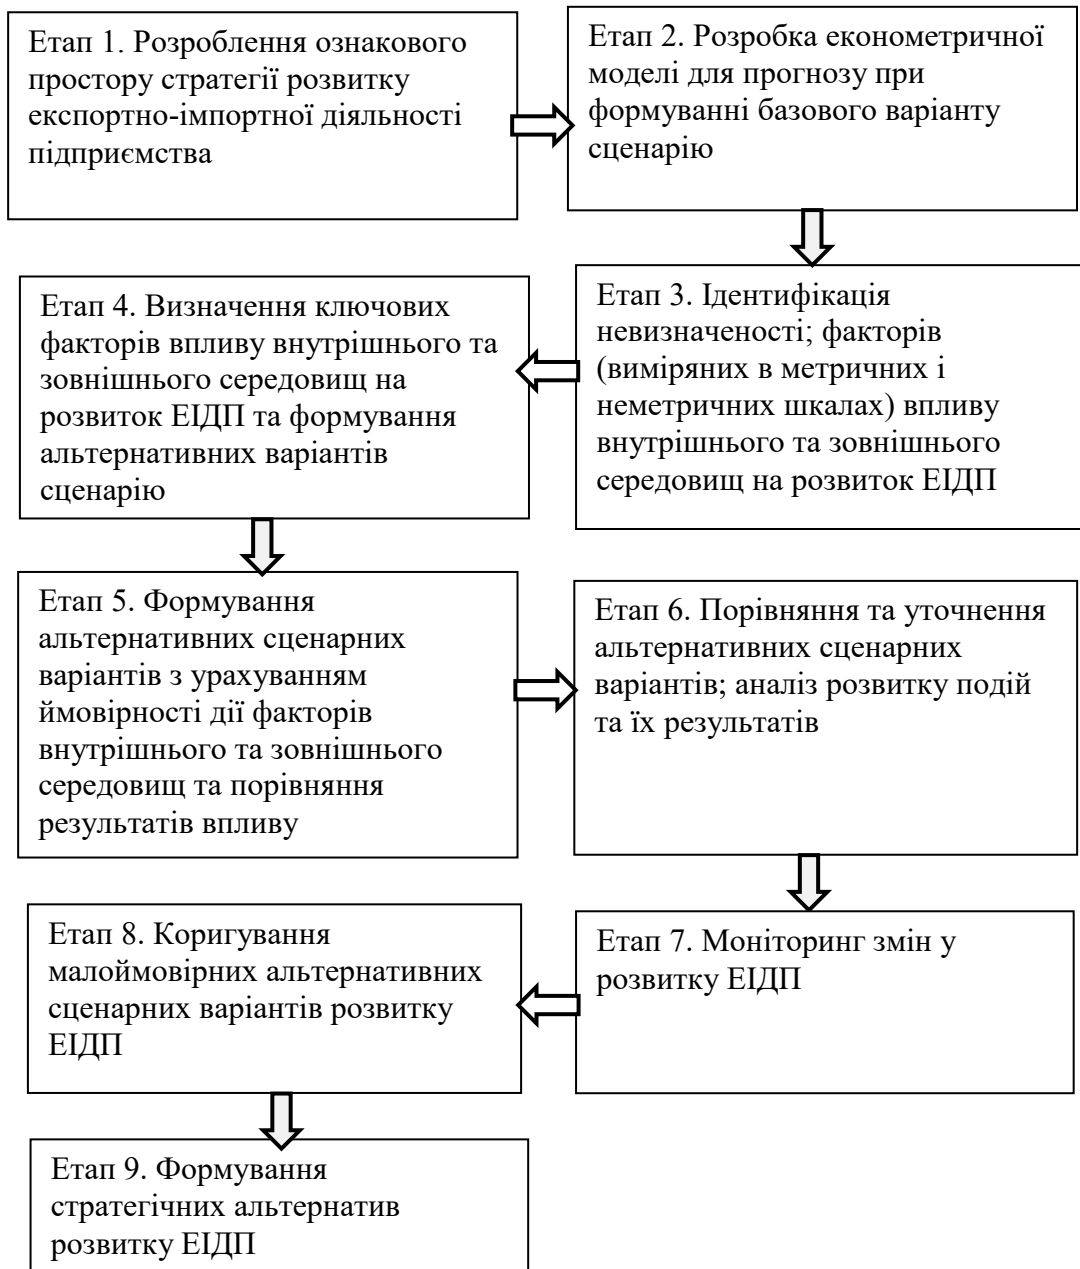 Етап 1. Розроблення ознакового
простору стратегії розвитку
експортно-імпортної діяльності
підприємства
Етап 2. Розробка економетричної
моделі для прогнозу при
формуванні базового варіанту
сценарію
Етап 3. Ідентифікація
невизначеності; факторів
(виміряних в метричних і
неметричних шкалах) впливу
внутрішнього та зовнішнього
середовищ на розвиток ЕІДП
Етап 4. Визначення ключових
факторів впливу внутрішнього та
зовнішнього середовищ на
розвиток ЕІДП та формування
альтернативних варіантів
сценарію
Етап 5. Формування
альтернативних сценарних
варіантів з урахуванням
ймовірності дії факторів
внутрішнього та зовнішнього
середовищ та порівняння
результатів впливу
Етап 6. Порівняння та уточнення
альтернативних сценарних
варіантів; аналіз розвитку подій
та їх результатів
Етап 7. Моніторинг змін у
розвитку ЕІДП
Етап 8. Коригування
малоймовірних альтернативних
сценарних варіантів розвитку
ЕІДП
Етап 9. Формування
стратегічних альтернатив
розвитку ЕІДП